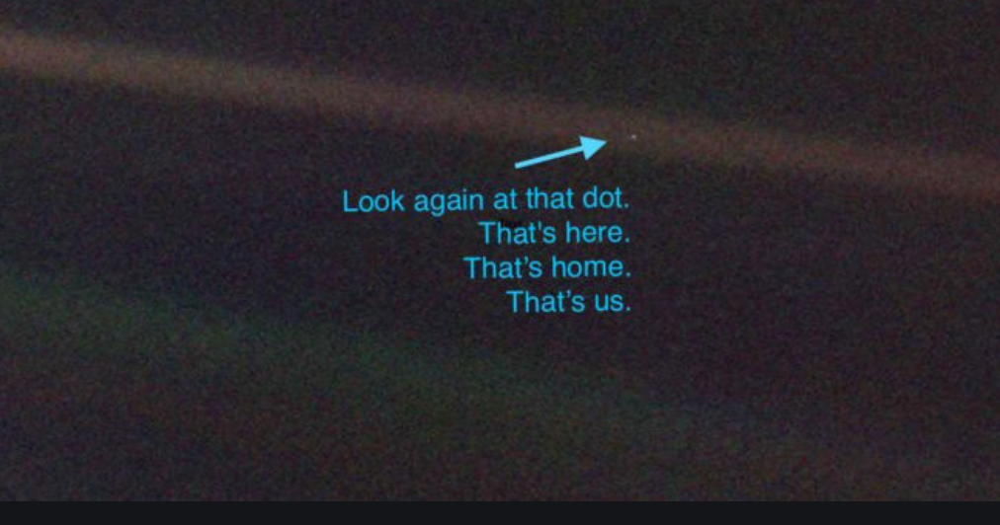 Look again at that dot.
That's here.
That’s home.
That’s us.